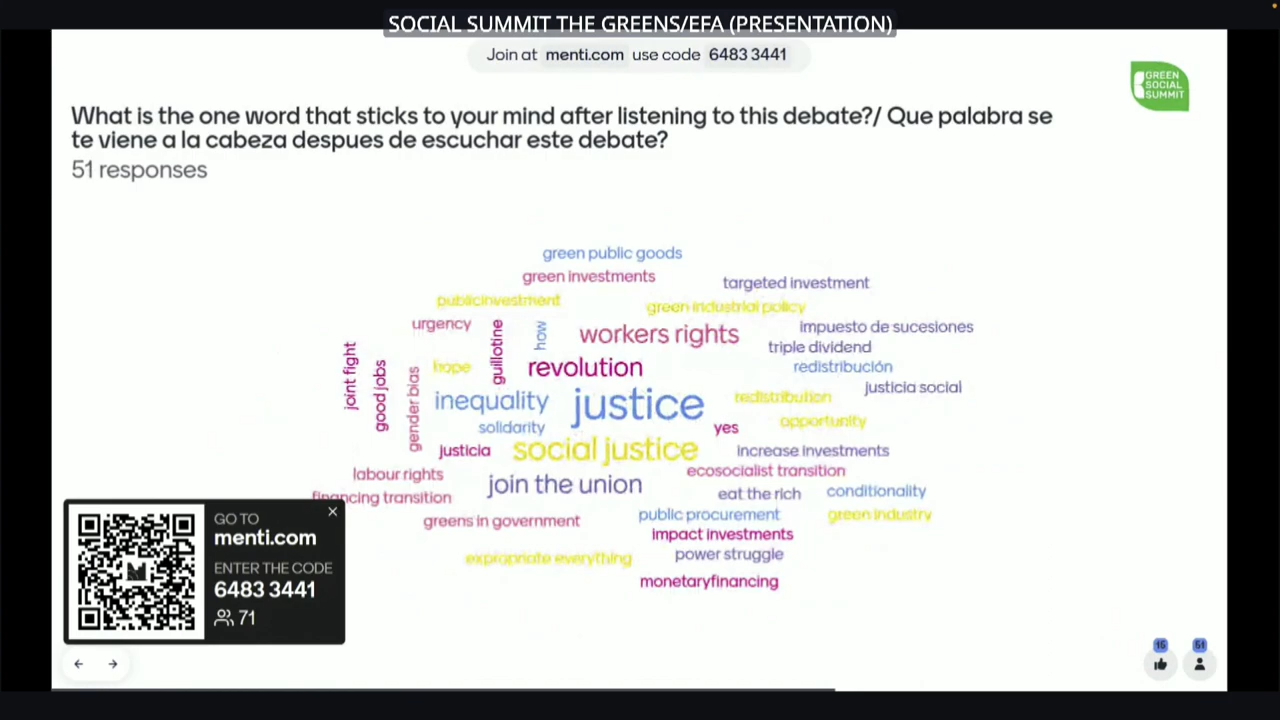 SOCIAL SUMMIT THE GREENS/EFA (PRESENTATION)
Join at menti.com use code 6483 3441
GREEN
SOCIAL
SUMMIT
What is the one word that sticks to your mind after listening to this debate?/ Que palabra se
te viene a la cabeza despues de escuchar este debate?
51 responses
green public goods
green investments
targeted investment
publicinvestment
green industrial policy
urgency
guillotine
how
workers rights
impuesto de sucesiones
triple dividend
joint fight
good jobs
gender bias
hope
revolution
redistribución
justicia social
inequality
justice
redistribution
solidarity
yes
opportunity
justicia
social justice
increase investments
labour rights
ecosocialist transition
join the union
eat the rich
conditionality
financing transition
greens in government
public procurement
green industry
impact investments
expropriate everything
power struggle
monetaryfinancing
GO TO
menti.com
ENTER THE CODE
6483 3441
71
15
51